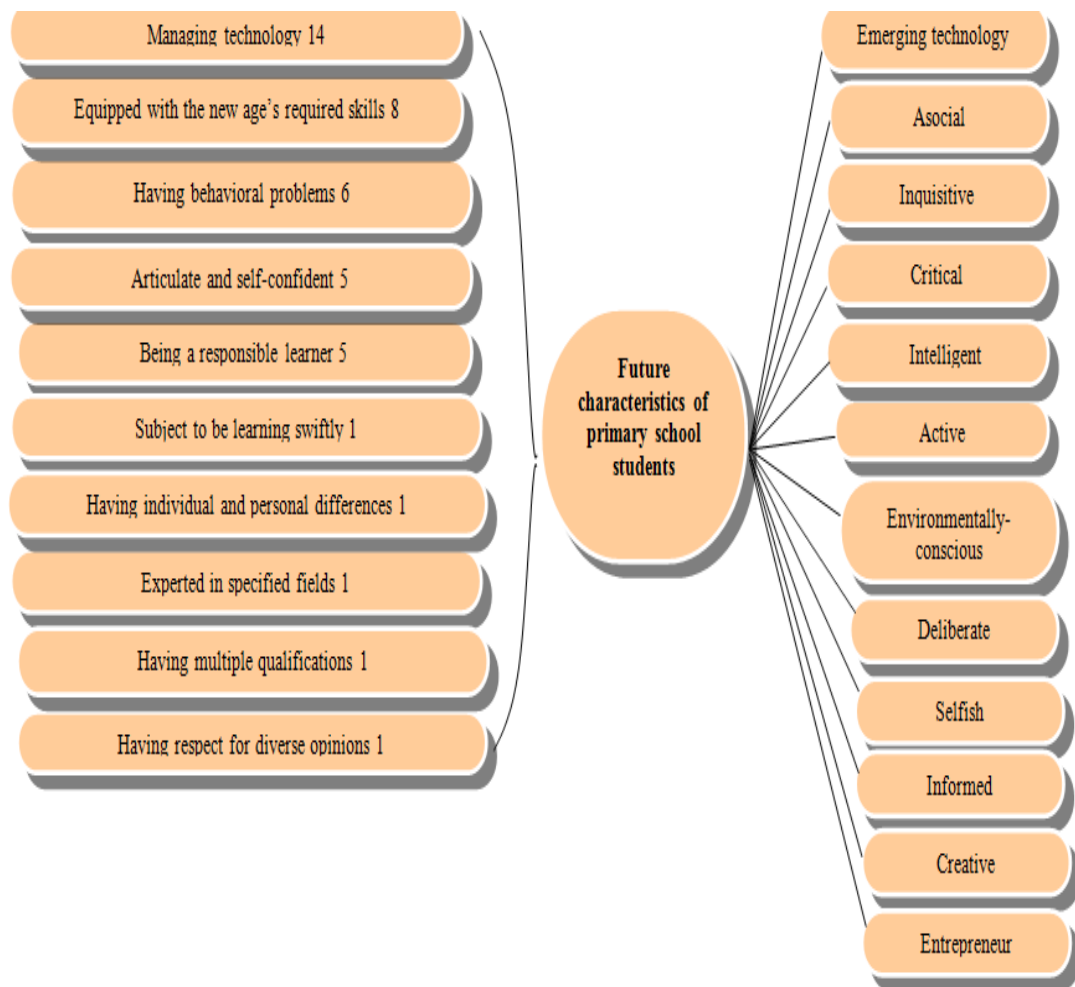 Managing technology 14
Equipped with the new age's required skills 8
Having behavioral problems 6
Articulate and self-confident 5
Being a responsible learner 5
Subject to be learning swiftly 1
Having individual and personal differences 1
Experted in specified fields 1
Having multiple qualifications 1
Having respect for diverse opinions 1
Future
characteristics of
primary school
students
Emerging technology
Asocial
Inquisitive
Critical
Intelligent
Active
Environmentally-
conscious
Deliberate
Selfish
Informed
Creative
Entrepreneur